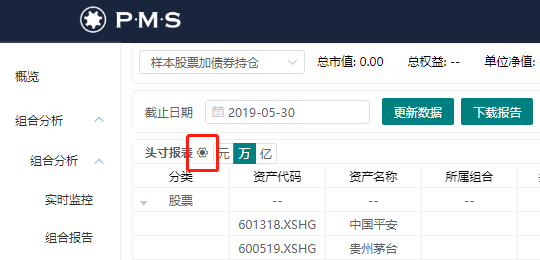 P·M·S
样本股票加债券持仓 总市值: 0.00 总权益: -- 单位净值:
概览
截止日期 2019-05-30 更新数据 下载报告
组合分析
头寸报表 元 万 亿
组合分析
分类 资产代码 资产名称 所属组合
实时监控
股票 -- -- --
601318.XSHG 中国平安
组合报告
600519.XSHG 贵州茅台